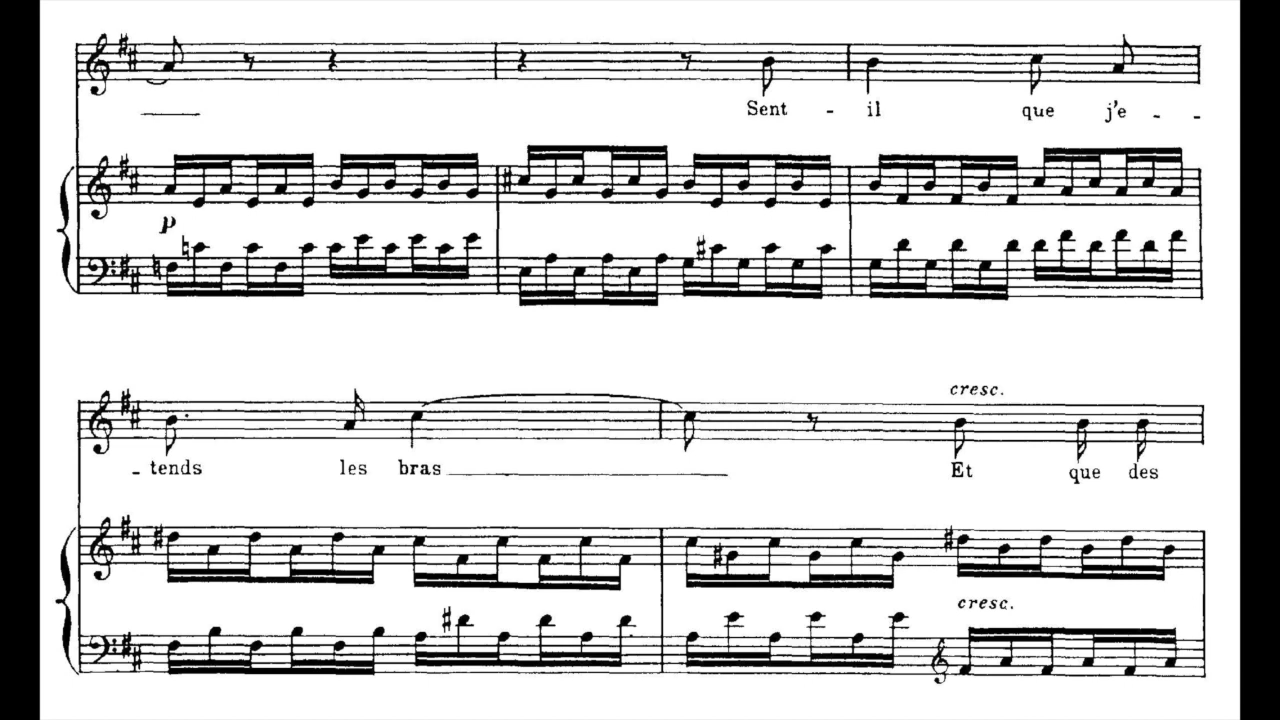 Sent - il que j'e - -
p
cresc.
- tends les bras Et que des
cresc.